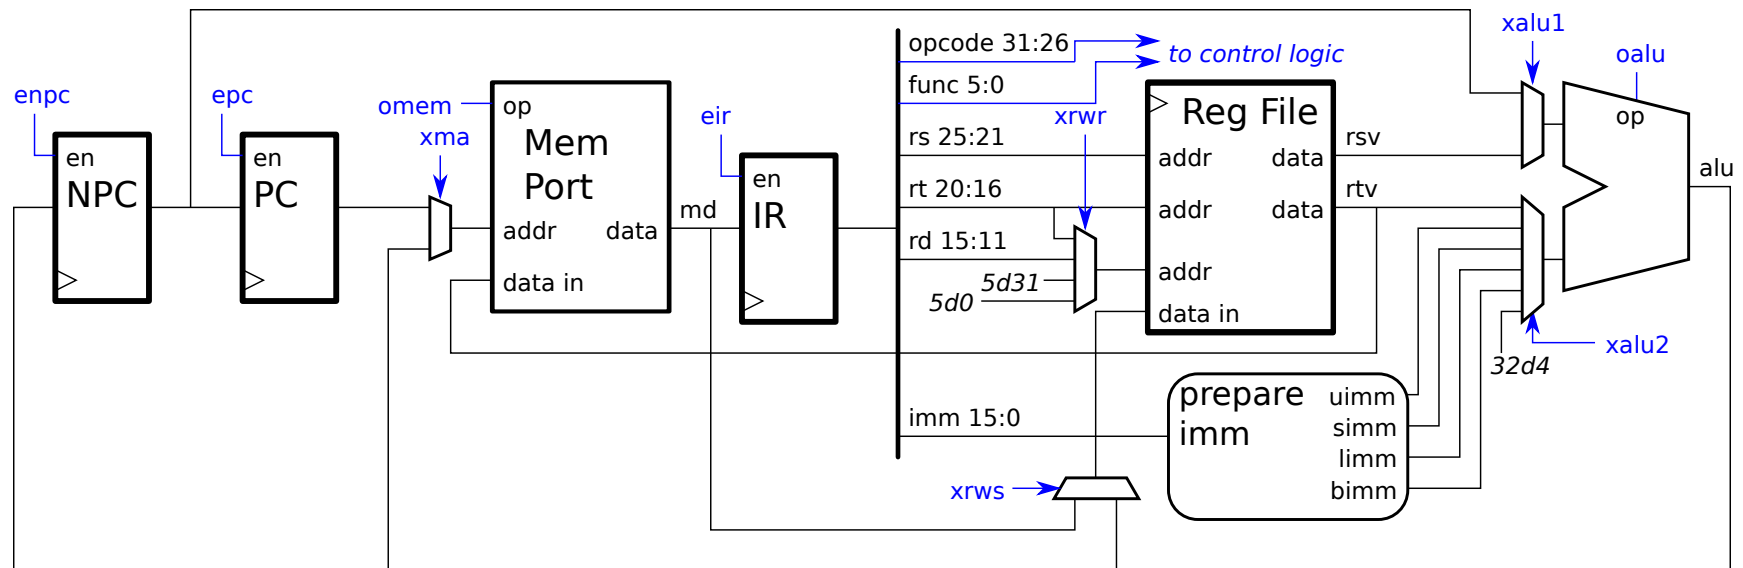 xalu1
opcode 31:26
to control logic
oalu
func 5:0
enpc
epc
omem
op
xma
eir
xrwr
Reg File
op
Mem
Port
rs 25:21
rsv
en
en
addr
data
alu
NPC
PC
en
IR
rt 20:16
rtv
md
addr
data
addr
data
rd 15:11
5d31
addr
data in
5d0
data in
xalu2
32d4
prepare
imm
uimm
imm 15:0
simm
limm
bimm
xrws